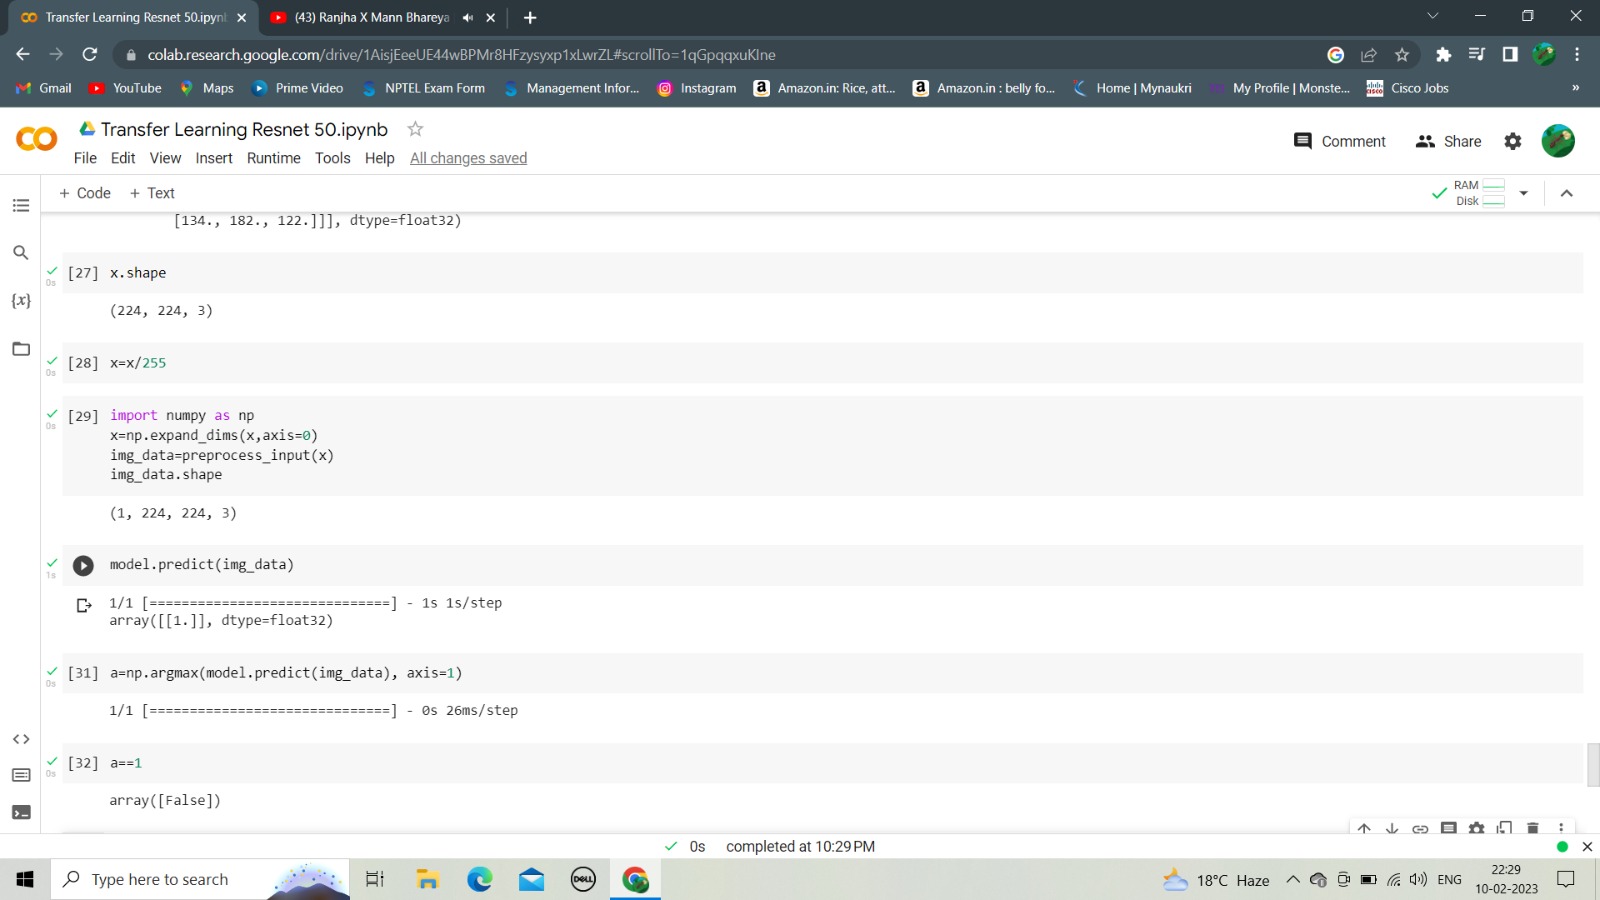 Transfer Learning Resnet 50.ipynb
(43) Ranjha X Mann Bhareya
colab.research.google.com/drive/1AisjEeeUE44wBPMr8HFzysyxp1xLwrZL#scrollTo=1qGpqqxuKlne
Gmail YouTube Maps Prime Video NPTEL Exam Form Management Infor... Instagram Amazon.in: Rice, att... Amazon.in : belly fo... Home | Mynaukri My Profile | Monste... Cisco Jobs »
CO Transfer Learning Resnet 50.ipynb
File Edit View Insert Runtime Tools Help All changes saved
Comment Share
+ Code + Text
RAM
Disk
[134., 182., 122.]]], dtype=float32)
[27] x.shape
0s
(224, 224, 3)
[28] x=x/255
0s
[29] import numpy as np
0s
x=np.expand_dims(x,axis=0)
img_data=preprocess_input(x)
img_data.shape
(1, 224, 224, 3)
model.predict(img_data)
1s
1/1 [==============================] - 1s 1s/step
array([[1.]], dtype=float32)
[31] a=np.argmax(model.predict(img_data), axis=1)
0s
1/1 [==============================] - 0s 26ms/step
[32] a==1
0s
array([False])
{x}
0s completed at 10:29 PM
Type here to search
DELL
18°C Haze
ENG
22:29
10-02-2023